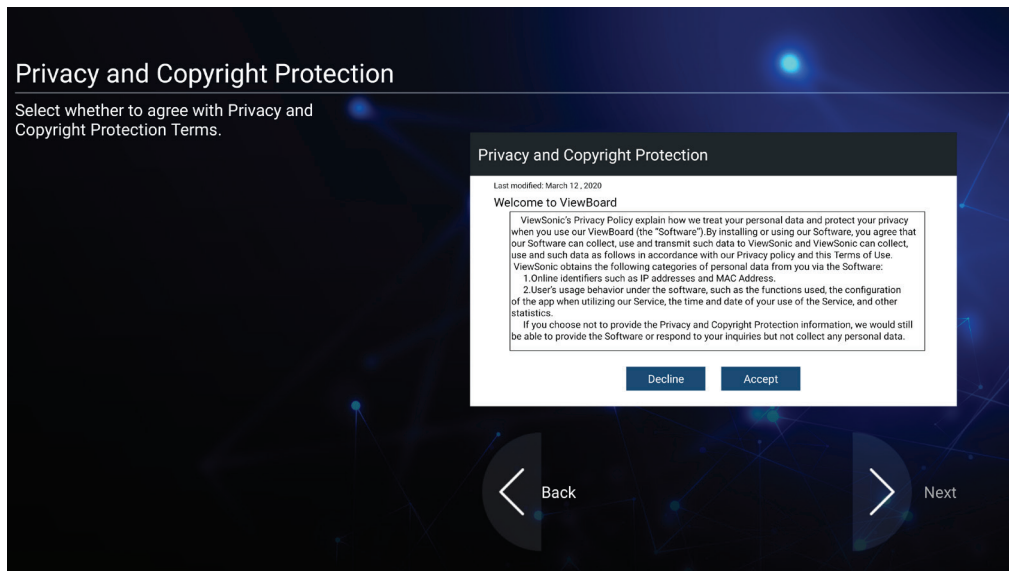 Privacy and Copyright Protection
Select whether to agree with Privacy and
Copyright Protection Terms.
Privacy and Copyright Protection
Last modified: March 12 , 2020
Welcome to ViewBoard
ViewSonic's Privacy Policy explain how we treat your personal data and protect your privacy
when you use our ViewBoard (the “Software”).By installing or using our Software, you agree that
our Software can collect, use and transmit such data to ViewSonic and ViewSonic can collect,
use and such data as follows in accordance with our Privacy policy and this Terms of Use.
ViewSonic obtains the following categories of personal data from you via the Software:
1.Online identifiers such as IP addresses and MAC Address.
2.User's usage behavior under the software, such as the functions used, the configuration
of the app when utilizing our Service, the time and date of your use of the Service, and other
statistics.
If you choose not to provide the Privacy and Copyright Protection information, we would still
be able to provide the Software or respond to your inquiries but not collect any personal data.
Decline
Accept
Back
Next